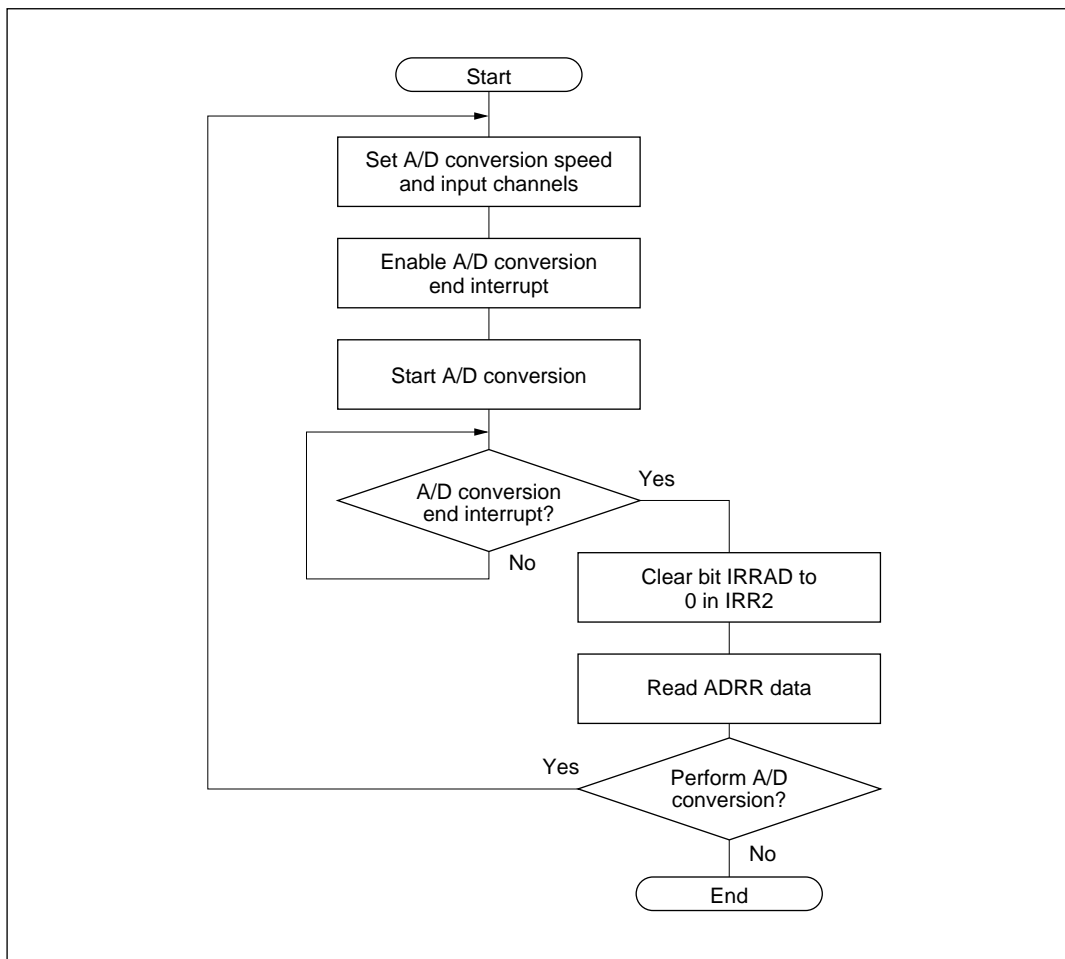 Start
Set A/D conversion speed
and input channels
Enable A/D conversion
end interrupt
Start A/D conversion
Yes
A/D conversion
end interrupt?
No
Clear bit IRRAD to
0 in IRR2
Read ADRR data
Yes
Perform A/D
conversion?
No
End